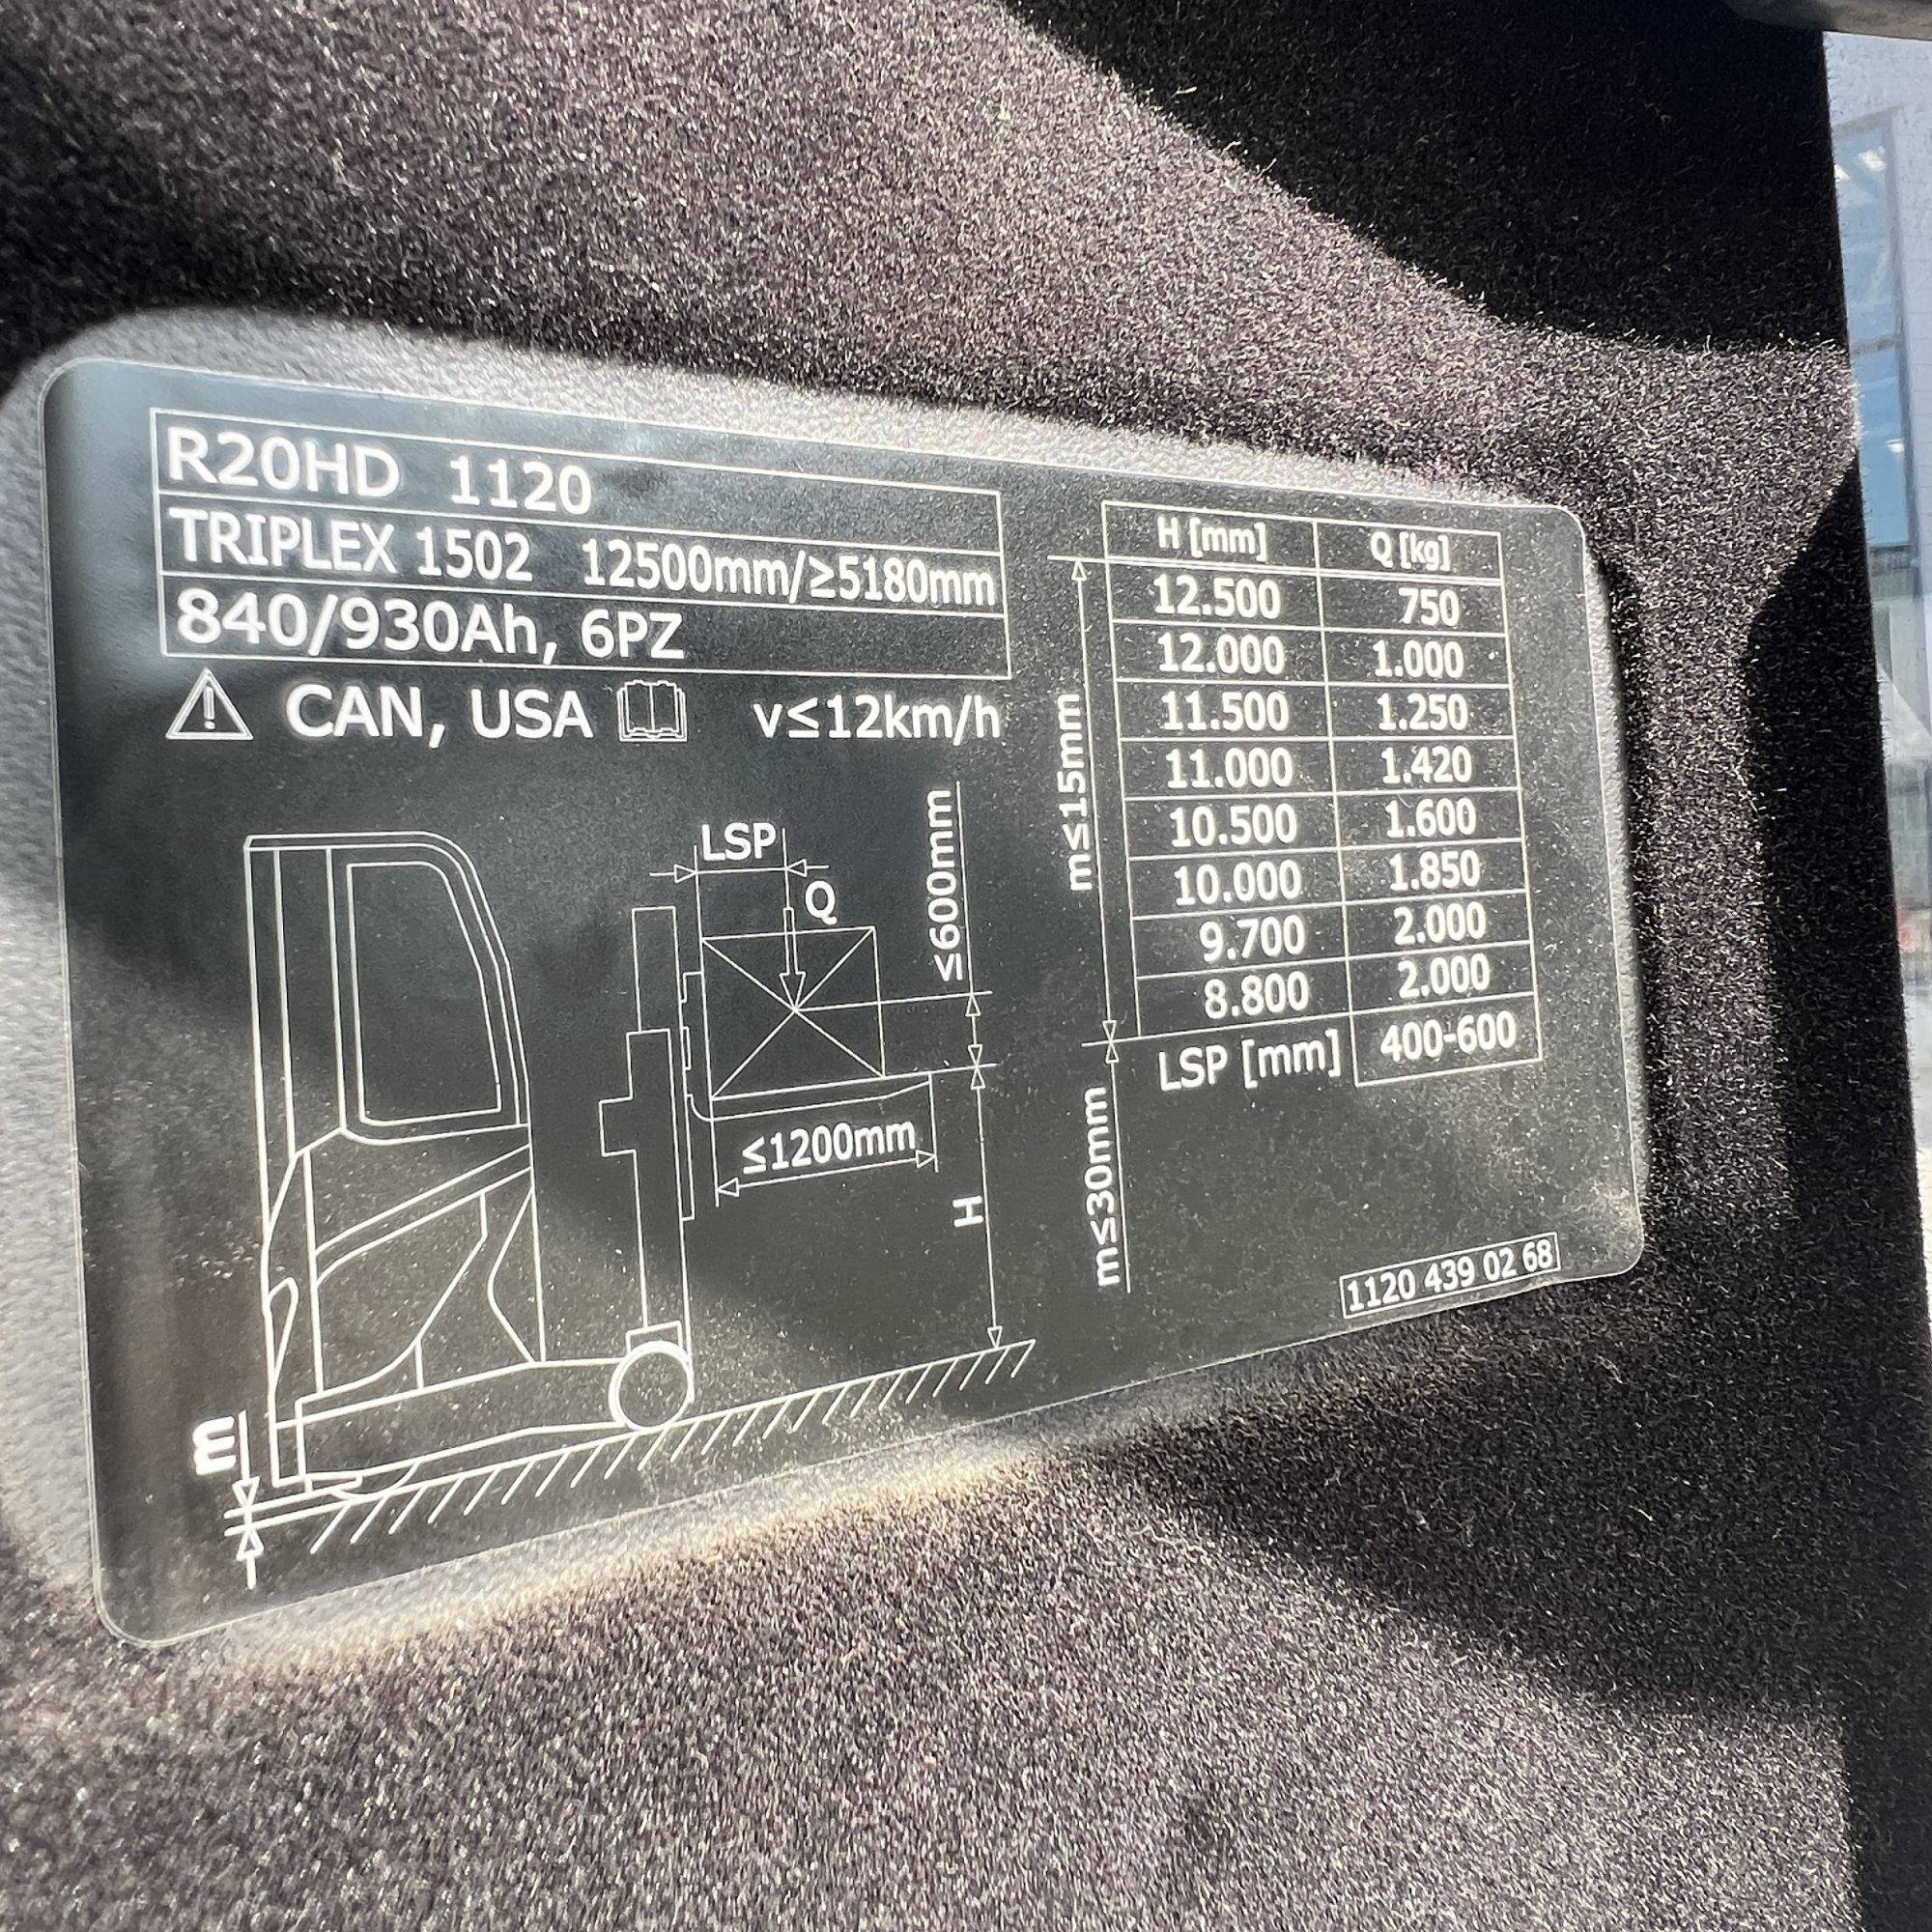 R20HD 1120
TRIPLEX 1502 12500mm/≥5180mm
840/930Ah, 6PZ
CAN, USA v≤12km/h
LSP
Q
≤600mm
≤1200mm
H
m
m≤15mm
m≤30mm
H [mm] Q [kg]
12.500 750
12.000 1.000
11.500 1.250
11.000 1.420
10.500 1.600
10.000 1.850
9.700 2.000
8.800 2.000
LSP [mm] 400-600
1120 439 02 68